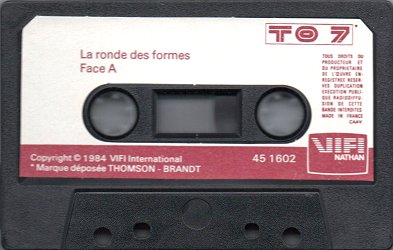 TO 7*
La ronde des formes
Face A
TOUS DROITS DU
PRODUCTEUR ET
DU PROPRIETAIRE
DE L'ŒUVRE EN-
REGISTREE RESER-
VES DUPLICATION
EXECUTION PUBLI-
QUE RADIODIFFU-
SION DE CETTE
BANDE INTERDITES
MADE IN FRANCE
CAAV
VIFI
NATHAN
Copyright © 1984 VIFI International
45 1602
* Marque déposée THOMSON - BRANDT